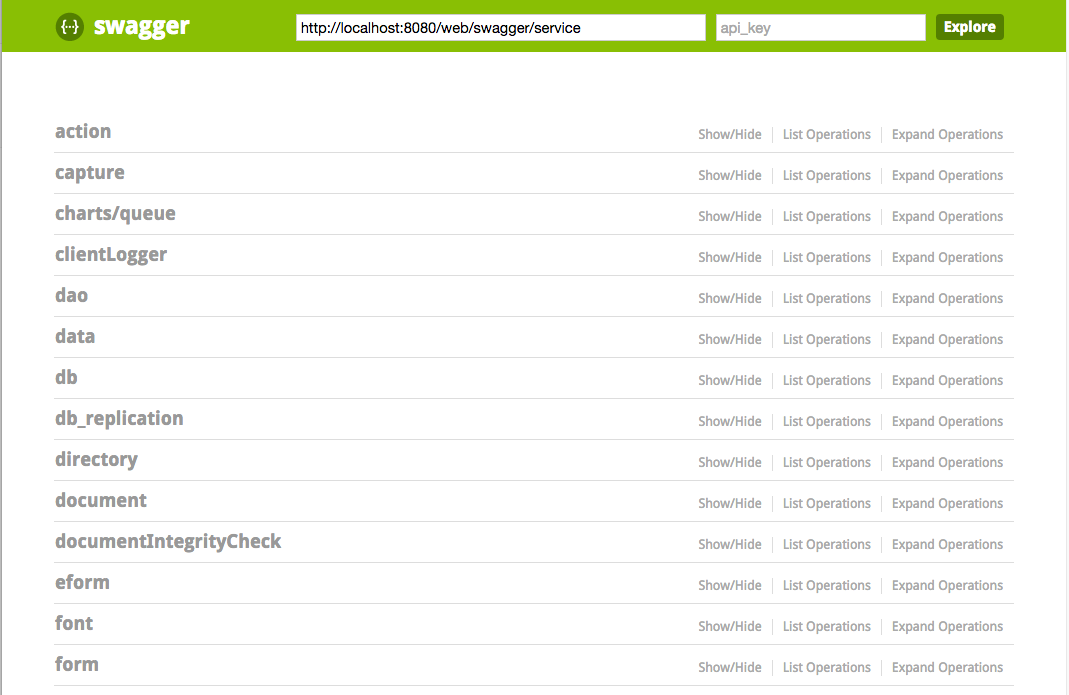 {··} swagger http://localhost:8080/web/swagger/service api_key Explore
action Show/Hide List Operations Expand Operations
capture Show/Hide List Operations Expand Operations
charts/queue Show/Hide List Operations Expand Operations
clientLogger Show/Hide List Operations Expand Operations
dao Show/Hide List Operations Expand Operations
data Show/Hide List Operations Expand Operations
db Show/Hide List Operations Expand Operations
db_replication Show/Hide List Operations Expand Operations
directory Show/Hide List Operations Expand Operations
document Show/Hide List Operations Expand Operations
documentIntegrityCheck Show/Hide List Operations Expand Operations
eform Show/Hide List Operations Expand Operations
font Show/Hide List Operations Expand Operations
form Show/Hide List Operations Expand Operations